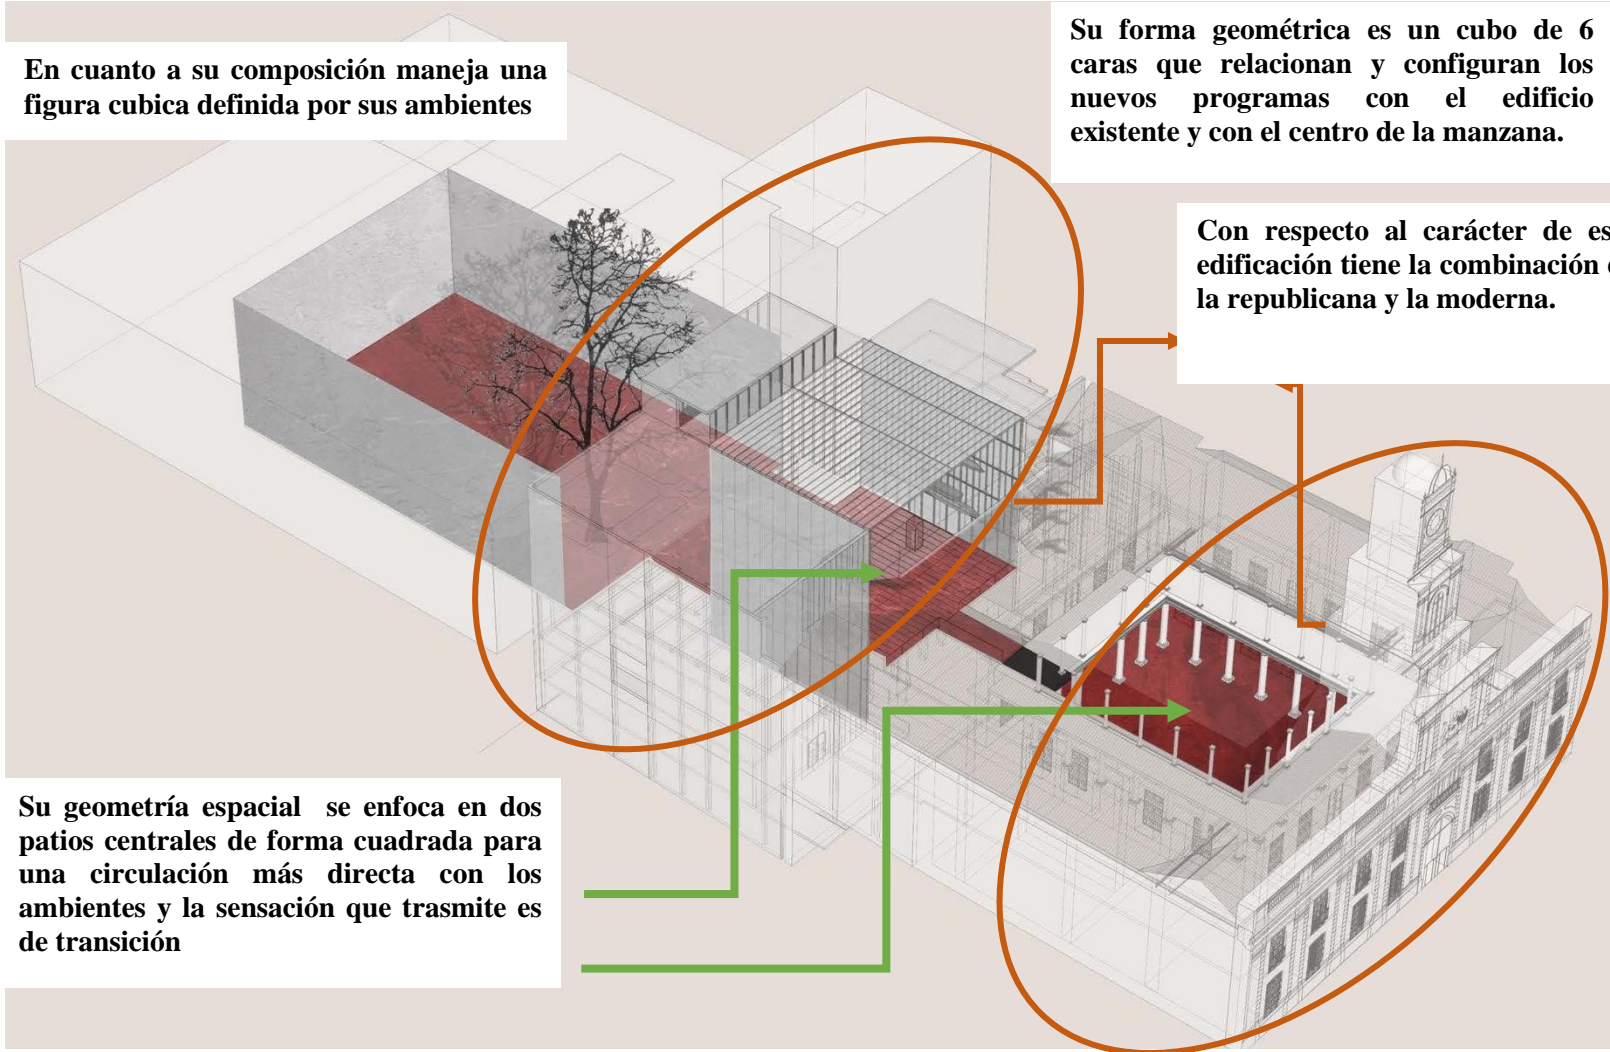 En cuanto a su composición maneja una
figura cubica definida por sus ambientes
Su forma geométrica es un cubo de 6
caras que relacionan y configuran los
nuevos programas con el edificio
existente y con el centro de la manzana.
Con respecto al carácter de es
edificación tiene la combinación
la republicana y la moderna.
Su geometría espacial se enfoca en dos
patios centrales de forma cuadrada para
una circulación más directa con los
ambientes y la sensación que trasmite es
de transición